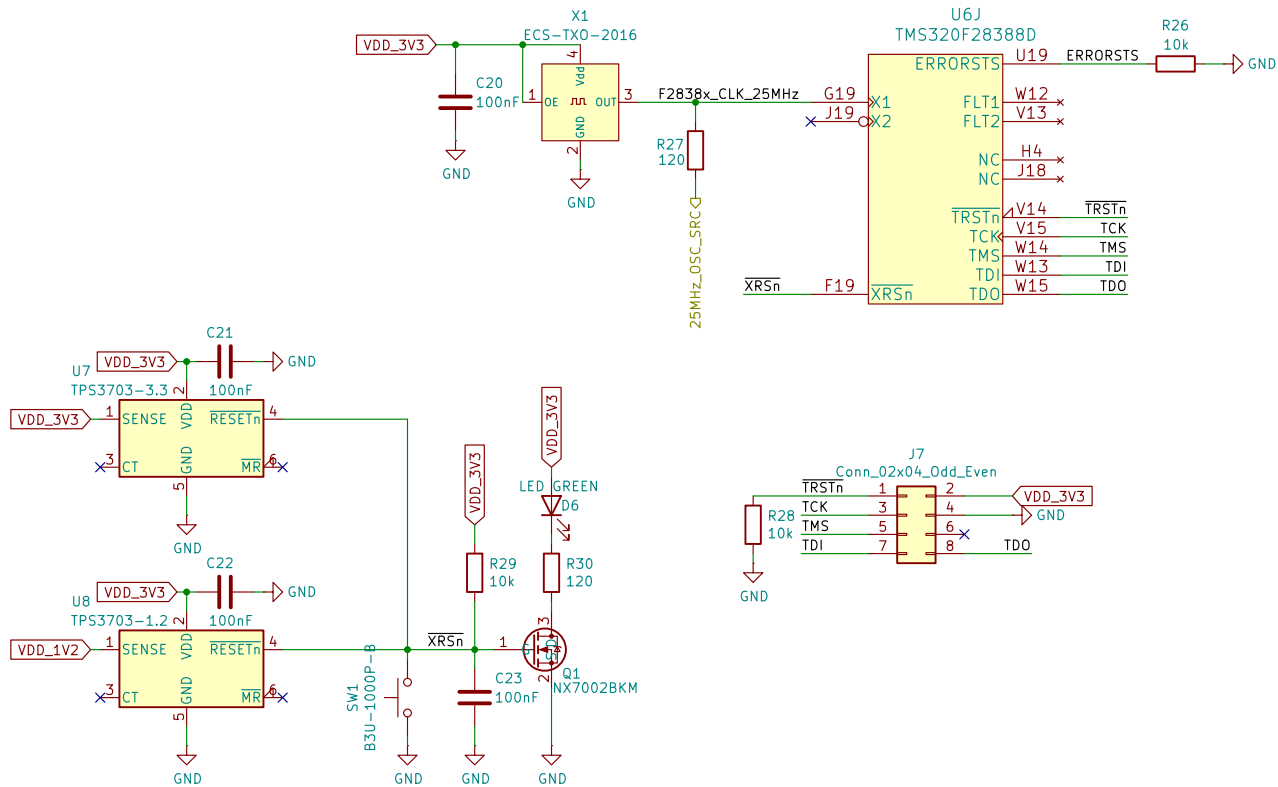 X1
ECS-TXO-2016
VDD_3V3
C20
100nF
GND
4
Vdd
1
OE
OUT
3
GND
2
GND
F2838x_CLK_25MHz
R27
120
25MHz_OSC_SRC
U6J
TMS320F28388D
G19
X1
J19
X2
XRSn
F19
XRSn
ERRORSTS
U19
ERRORSTS
R26
10k
GND
FLT1
W12
FLT2
V13
NC
H4
NC
J18
TRSTn
V14
TRSTn
TCK
V15
TCK
TMS
W14
TMS
TDI
W13
TDI
TDO
W15
TDO
C21
VDD_3V3
GND
100nF
U7
TPS3703-3.3
2
VDD_3V3
1
SENSE
VDD
RESETn
4
3
CT
GND
MR
6
5
GND
C22
VDD_3V3
GND
100nF
U8
TPS3703-1.2
2
VDD_1V2
1
SENSE
VDD
RESETn
4
3
CT
GND
MR
6
5
GND
SW1
B3U-1000P-B
GND
XRSn
VDD_3V3
R29
10k
C23
100nF
GND
VDD_3V3
LED GREEN
D6
R30
120
3
1
G
D
S
2
Q1
NX7002BKM
GND
J7
Conn_02x04_Odd_Even
TRSTn
1
2
VDD_3V3
TCK
3
4
GND
TMS
5
6
TDI
7
8
TDO
R28
10k
GND